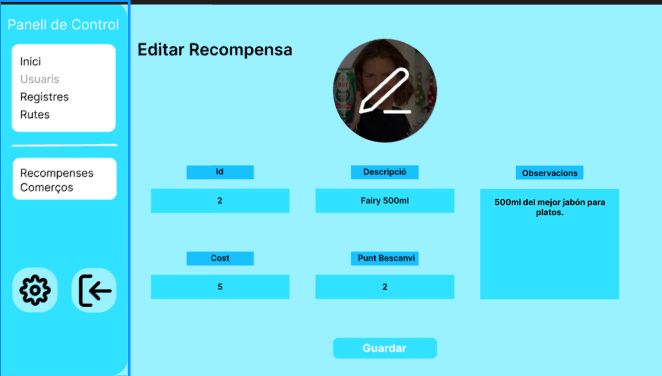 Panell de Control
Inici
Usuaris
Registres
Rutes
Recompenses
Comerços
Editar Recompensa
Id
2
Descripció
Fairy 500ml
Observacions
500ml del mejor jabón para
platos.
Cost
5
Punt Bescanvi
2
Guardar